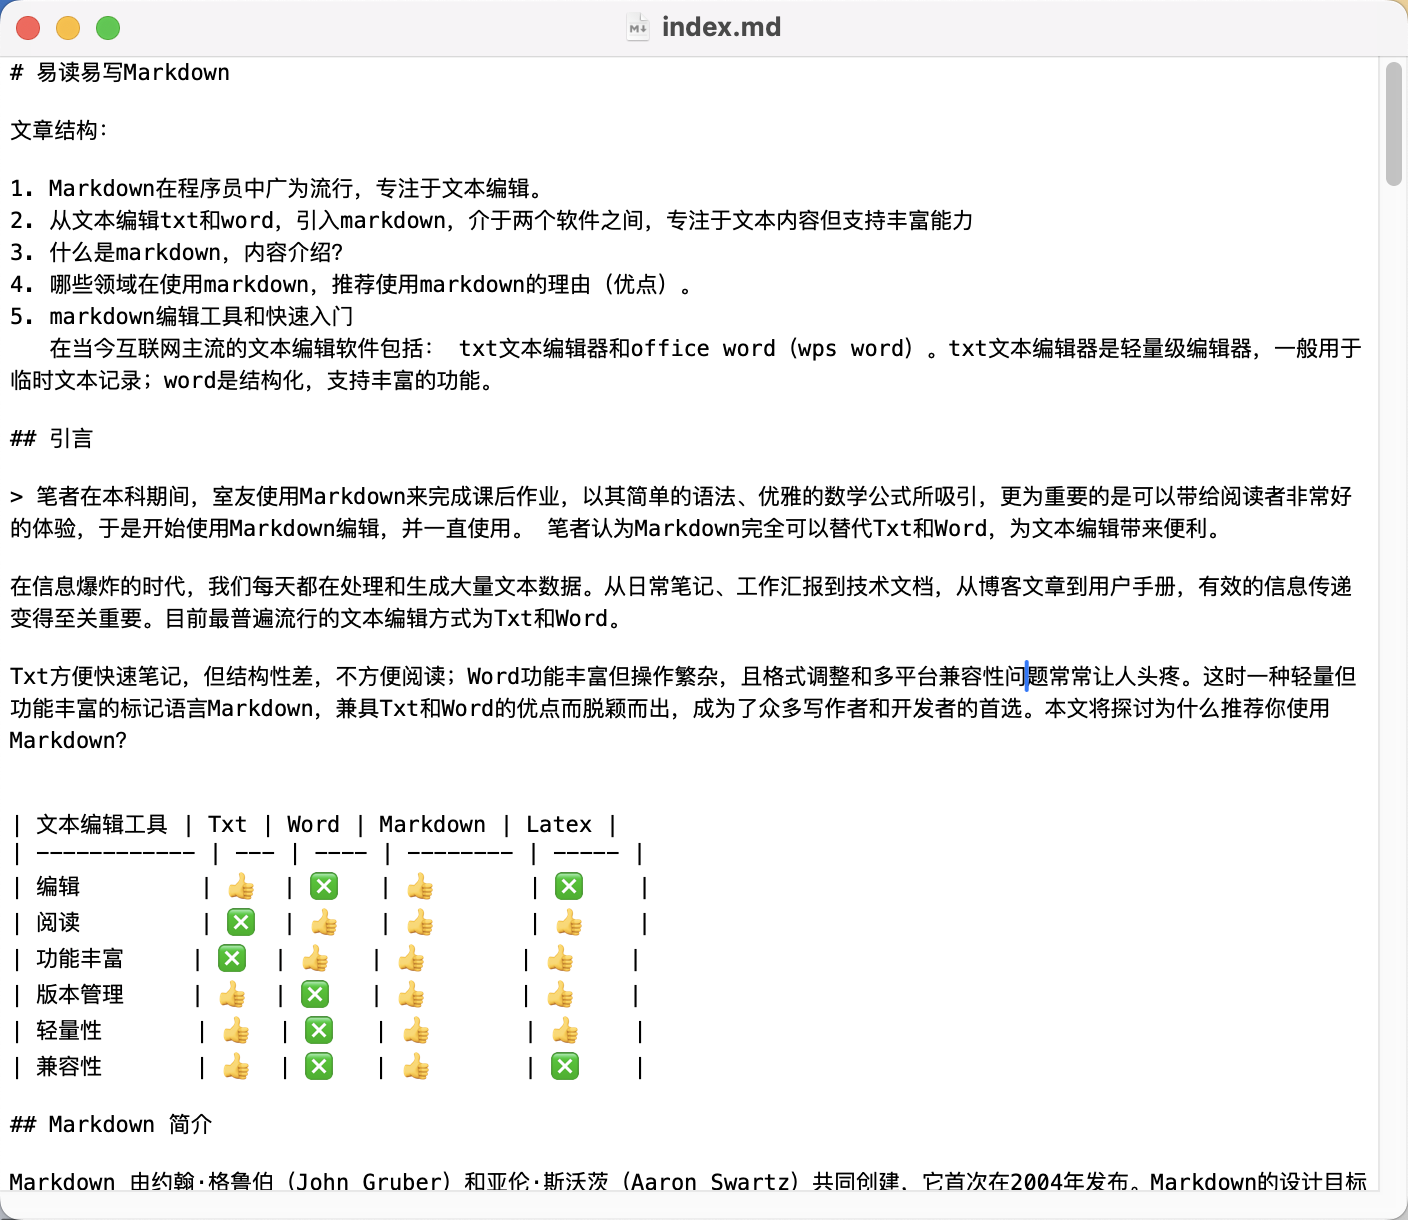 index.md
# 易读易写Markdown
文章结构：
1. Markdown在程序员中广为流行，专注于文本编辑。
2. 从文本编辑txt和word，引入markdown，介于两个软件之间，专注于文本内容但支持丰富能力
3. 什么是markdown，内容介绍？
4. 哪些领域在使用markdown，推荐使用markdown的理由（优点）。
5. markdown编辑工具和快速入门
在当今互联网主流的文本编辑软件包括： txt文本编辑器和office word（wps word）。txt文本编辑器是轻量级编辑器，一般用于
临时文本记录；word是结构化，支持丰富的功能。
## 引言
> 笔者在本科期间，室友使用Markdown来完成课后作业，以其简单的语法、优雅的数学公式所吸引，更为重要的是可以带给阅读者非常好
的体验，于是开始使用Markdown编辑，并一直使用。 笔者认为Markdown完全可以替代Txt和Word，为文本编辑带来便利。
在信息爆炸的时代，我们每天都在处理和生成大量文本数据。从日常笔记、工作汇报到技术文档，从博客文章到用户手册，有效的信息传递
变得至关重要。目前最普遍流行的文本编辑方式为Txt和Word。
Txt方便快速笔记，但结构性差，不方便阅读；Word功能丰富但操作繁杂，且格式调整和多平台兼容性问题常常让人头疼。这时一种轻量但
功能丰富的标记语言Markdown，兼具Txt和Word的优点而脱颖而出，成为了众多写作者和开发者的首选。本文将探讨为什么推荐你使用
Markdown？
| 文本编辑工具 | Txt | Word | Markdown | Latex |
| ------------ | --- | ---- | -------- | ----- |
| 编辑 | 👍 | ❎ | 👍 | ❎ |
| 阅读 | ❎ | 👍 | 👍 | 👍 |
| 功能丰富 | ❎ | 👍 | 👍 | 👍 |
| 版本管理 | 👍 | ❎ | 👍 | 👍 |
| 轻量性 | 👍 | ❎ | 👍 | 👍 |
| 兼容性 | 👍 | ❎ | 👍 | ❎ |
## Markdown 简介
Markdown 由约翰·格鲁伯（John Gruber）和亚伦·斯沃茨（Aaron Swartz）共同创建，它首次在2004年发布。Markdown的设计目标